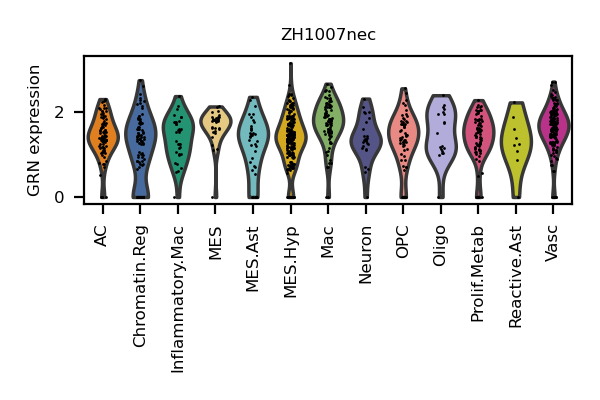 ZH1007nec
GRN expression
2
0
AC
Chromatin.Reg
Inflammatory.Mac
MES
MES.Ast
MES.Hyp
Mac
Neuron
OPC
Oligo
Prolif.Metab
Reactive.Ast
Vasc